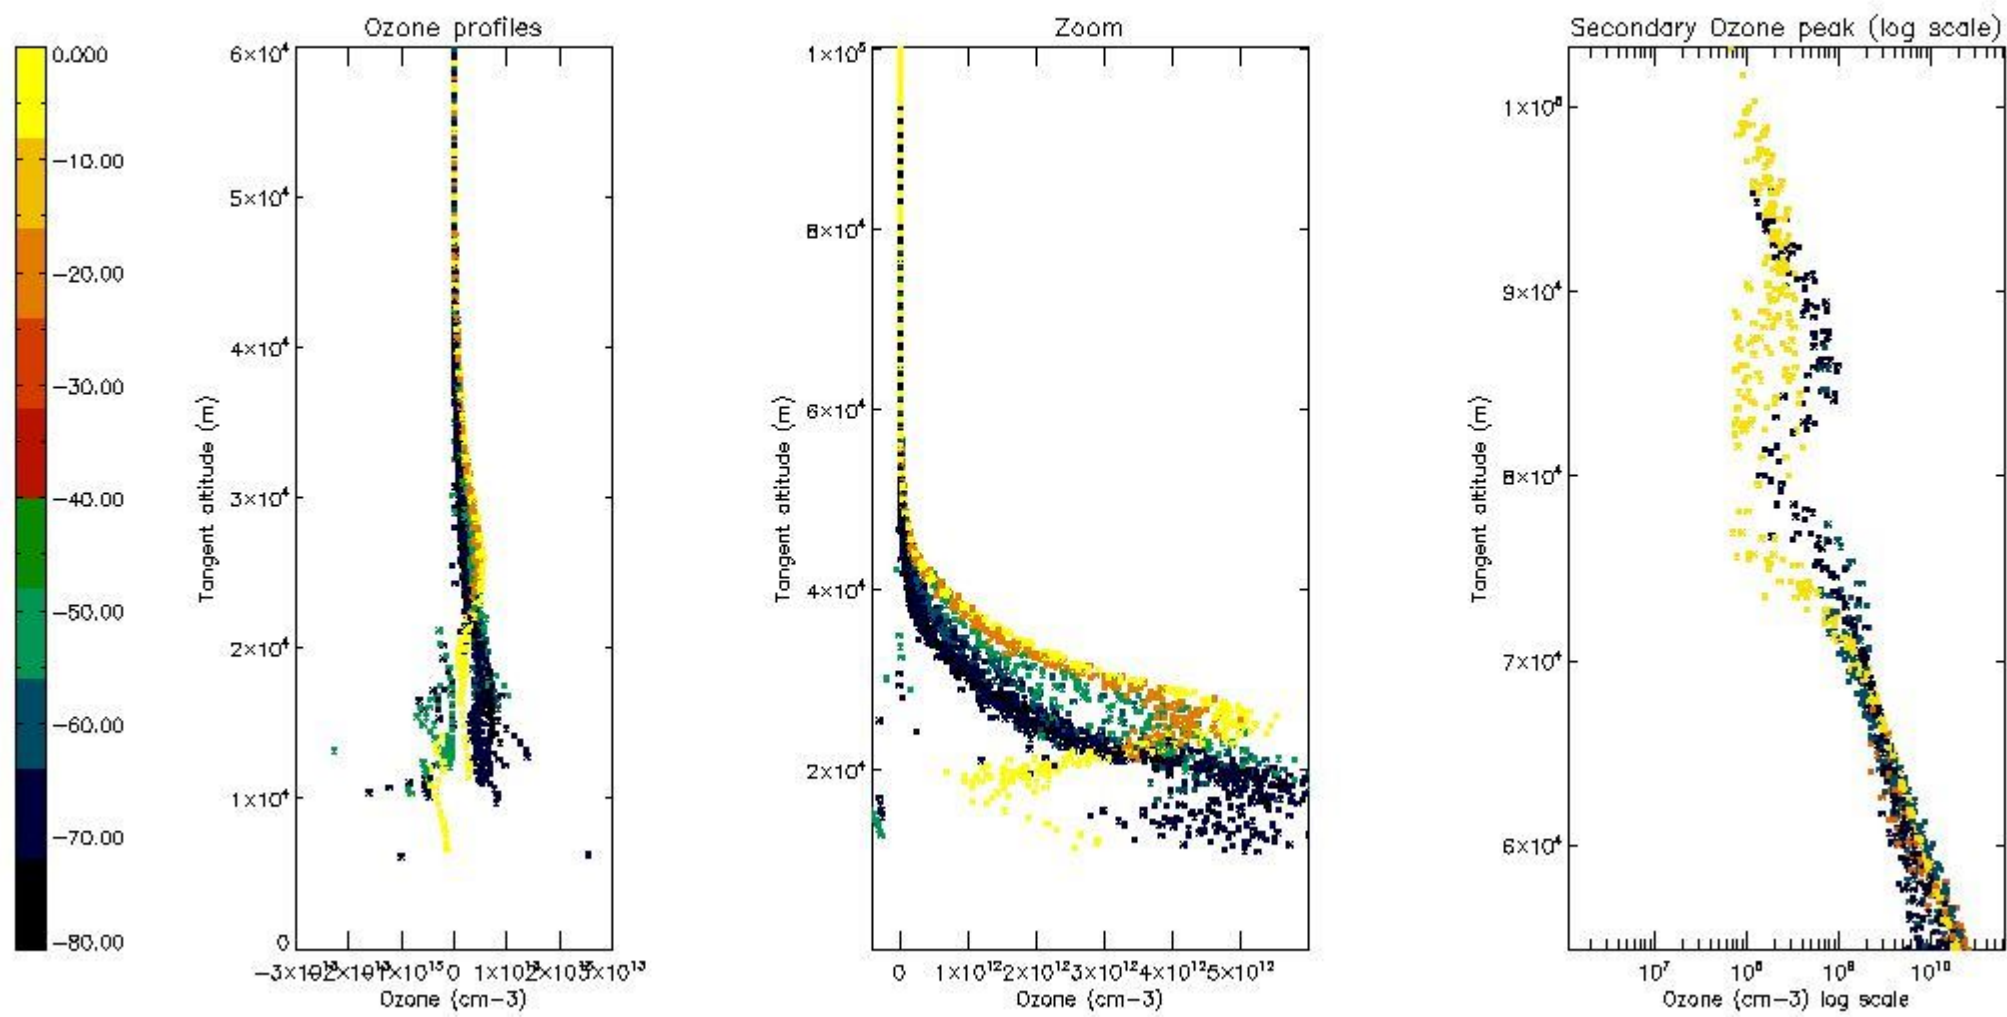 Ozone profiles
Zoom
Secondary Ozone peak (log scale)
0.000
−10.00
−20.00
−30.00
−40.00
−50.00
−60.00
−70.00
−80.00
6×10⁴
5×10⁴
4×10⁴
3×10⁴
2×10⁴
1×10⁴
0
Tangent altitude (m)
0
Ozone (cm−3)
1×10⁵
8×10⁴
6×10⁴
4×10⁴
2×10⁴
Tangent altitude (m)
0 1×10¹² 2×10¹² 3×10¹² 4×10¹² 5×10¹²
Ozone (cm−3)
9×10⁴
8×10⁴
7×10⁴
6×10⁴
Tangent altitude (m)
10⁷ 10⁸ 10⁹ 10¹⁰
Ozone (cm−3) log scale